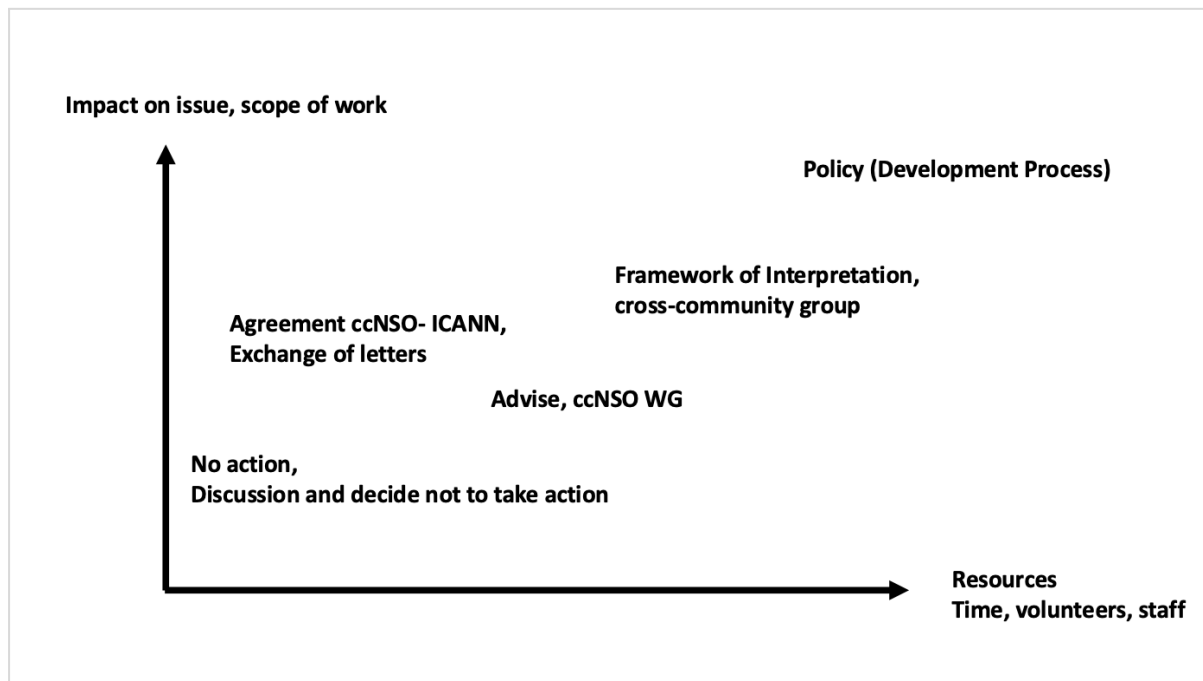 Impact on issue, scope of work
Policy (Development Process)
Framework of Interpretation,
cross-community group
Agreement ccNSO- ICANN,
Exchange of letters
Advise, ccNSO WG
No action,
Discussion and decide not to take action
Resources
Time, volunteers, staff